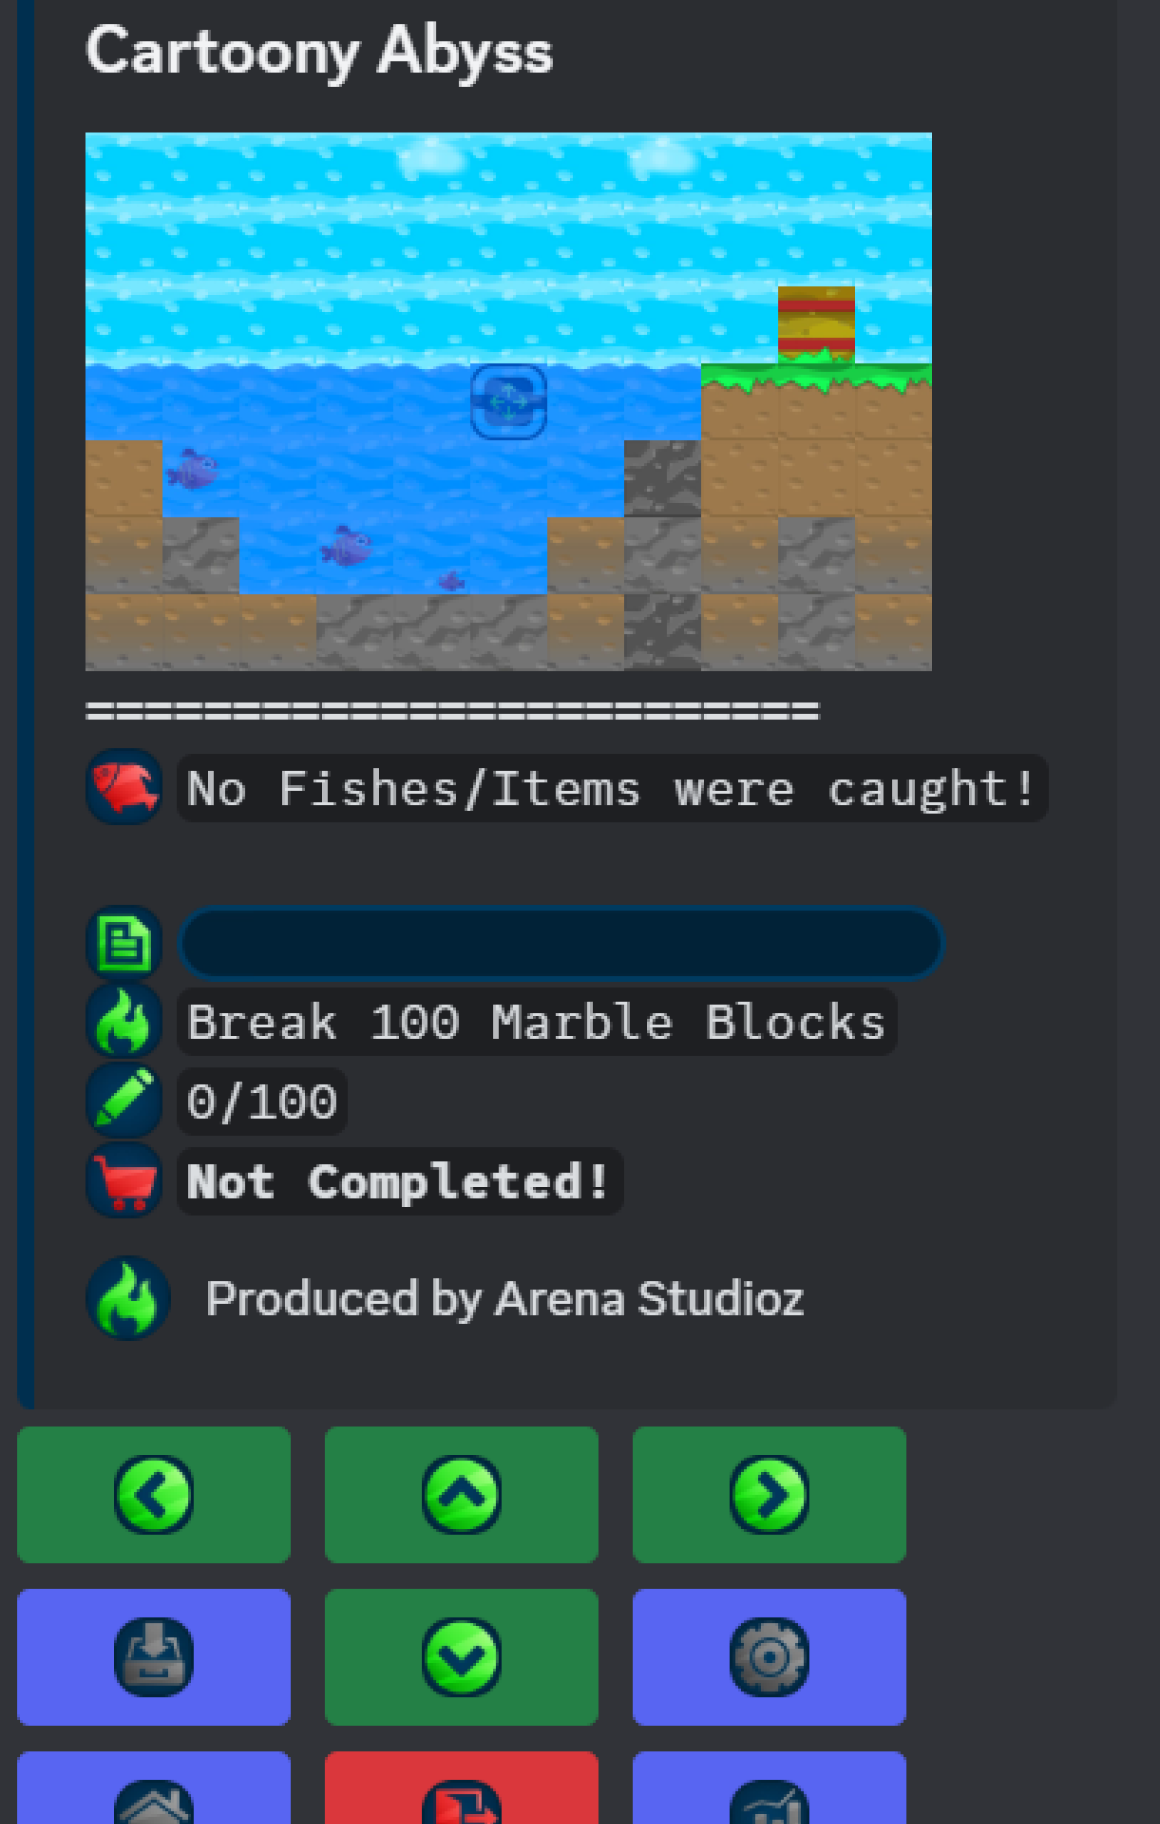 Cartoony Abyss
=========================
No Fishes/Items were caught!
Break 100 Marble Blocks
0/100
Not Completed!
Produced by Arena Studioz